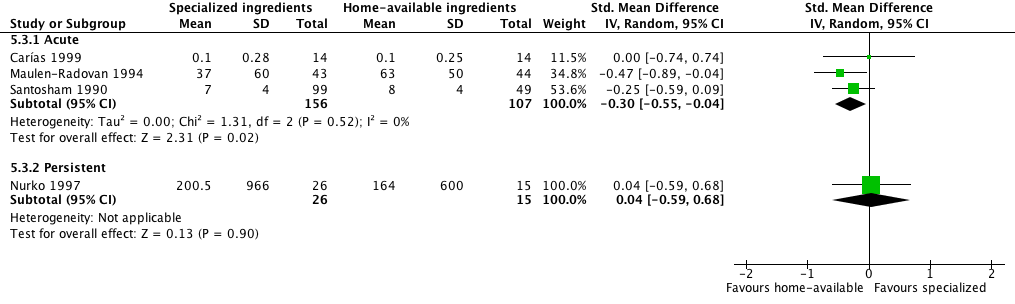 Specialized ingredients Home-available ingredients Std. Mean Difference Std. Mean Difference
Study or Subgroup Mean SD Total Mean SD Total Weight IV, Random, 95% CI IV, Random, 95% CI
5.3.1 Acute
Carías 1999 0.1 0.28 14 0.1 0.25 14 11.5% 0.00 [-0.74, 0.74]
Maulen-Radovan 1994 37 60 43 63 50 44 34.8% -0.47 [-0.89, -0.04]
Santosham 1990 7 4 99 8 4 49 53.6% -0.25 [-0.59, 0.09]
Subtotal (95% CI) 156 107 100.0% -0.30 [-0.55, -0.04]
Heterogeneity: Tau² = 0.00; Chi² = 1.31, df = 2 (P = 0.52); I² = 0%
Test for overall effect: Z = 2.31 (P = 0.02)
5.3.2 Persistent
Nurko 1997 200.5 966 26 164 600 15 100.0% 0.04 [-0.59, 0.68]
Subtotal (95% CI) 26 15 100.0% 0.04 [-0.59, 0.68]
Heterogeneity: Not applicable
Test for overall effect: Z = 0.13 (P = 0.90)
-2 -1 0 1 2
Favours home-available Favours specialized